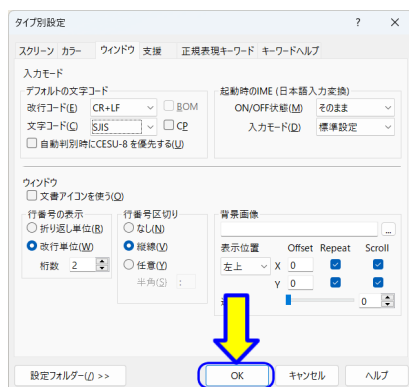 タイプ別設定 ? ×
スクリーン カラー ウィンドウ 支援 正規表現キーワード キーワードヘルプ
入力モード
デフォルトの文字コード
改行コード(E) CR+LF BOM
文字コード(C) SJIS CP
自動判別時にCESU-8 を優先する(U)
起動時のIME (日本語入力変換)
ON/OFF状態(M) そのまま
入力モード(D) 標準設定
ウィンドウ
文書アイコンを使う(O)
行番号の表示
折り返し単位(R)
改行単位(W)
桁数 2
行番号区切り
なし(N)
縦線(V)
任意(Y)
半角(S) :
背景画像
...
表示位置 Offset Repeat Scroll
左上 X 0
Y 0
0
設定フォルダー(/) >> OK キャンセル ヘルプ